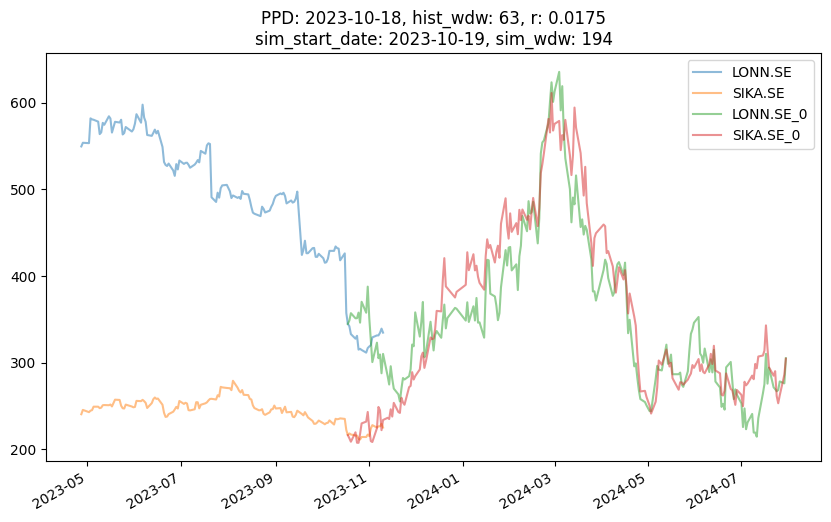 PPD: 2023-10-18, hist_wdw: 63, r: 0.0175
sim_start_date: 2023-10-19, sim_wdw: 194
LONN.SE
SIKA.SE
LONN.SE_0
SIKA.SE_0
600
500
400
300
200
2023-05
2023-07
2023-09
2023-11
2024-01
2024-03
2024-05
2024-07